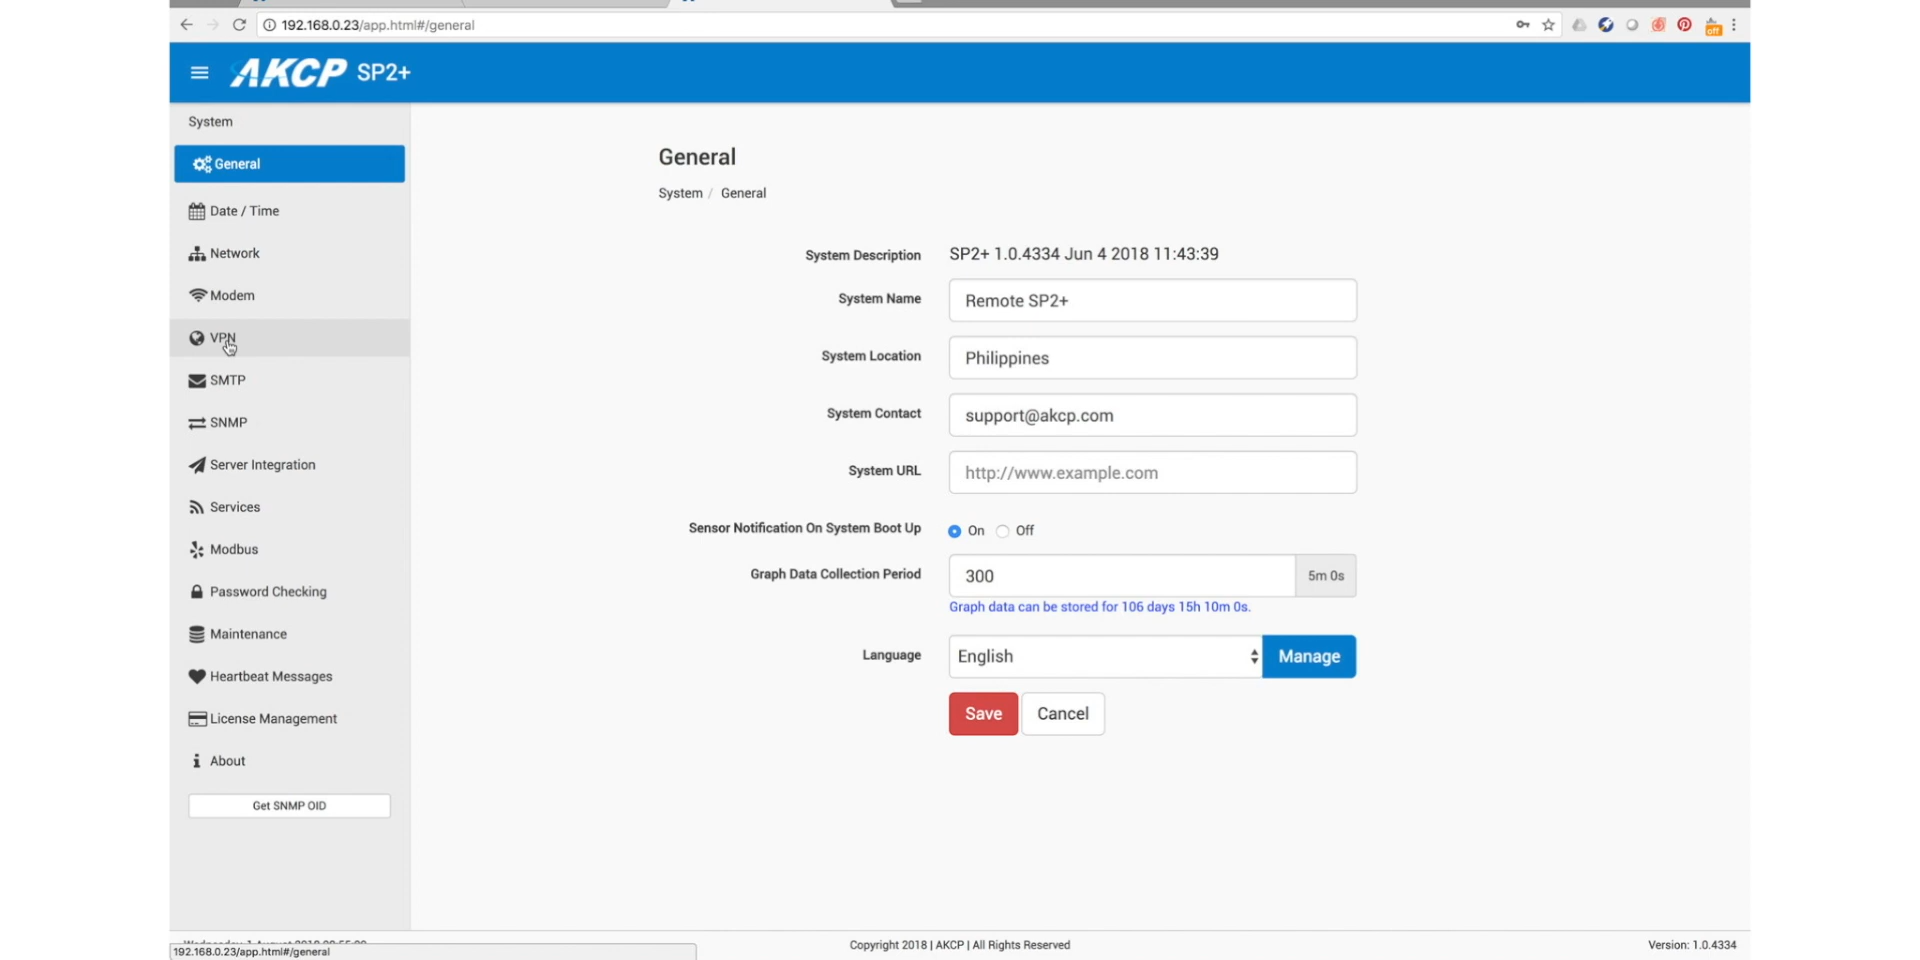 192.168.0.23/app.html#/general
off
AKCP SP2+
System
General
Date / Time
Network
Modem
VPN
SMTP
SNMP
Server Integration
Services
Modbus
Password Checking
Maintenance
Heartbeat Messages
License Management
About
Get SNMP OID
General
System / General
System Description SP2+ 1.0.4334 Jun 4 2018 11:43:39
System Name Remote SP2+
System Location Philippines
System Contact support@akcp.com
System URL http://www.example.com
Sensor Notification On System Boot Up On Off
Graph Data Collection Period 300 5m 0s
Graph data can be stored for 106 days 15h 10m 0s.
Language English Manage
Save Cancel
192.168.0.23/app.html#/general
Copyright 2018 | AKCP | All Rights Reserved
Version: 1.0.4334